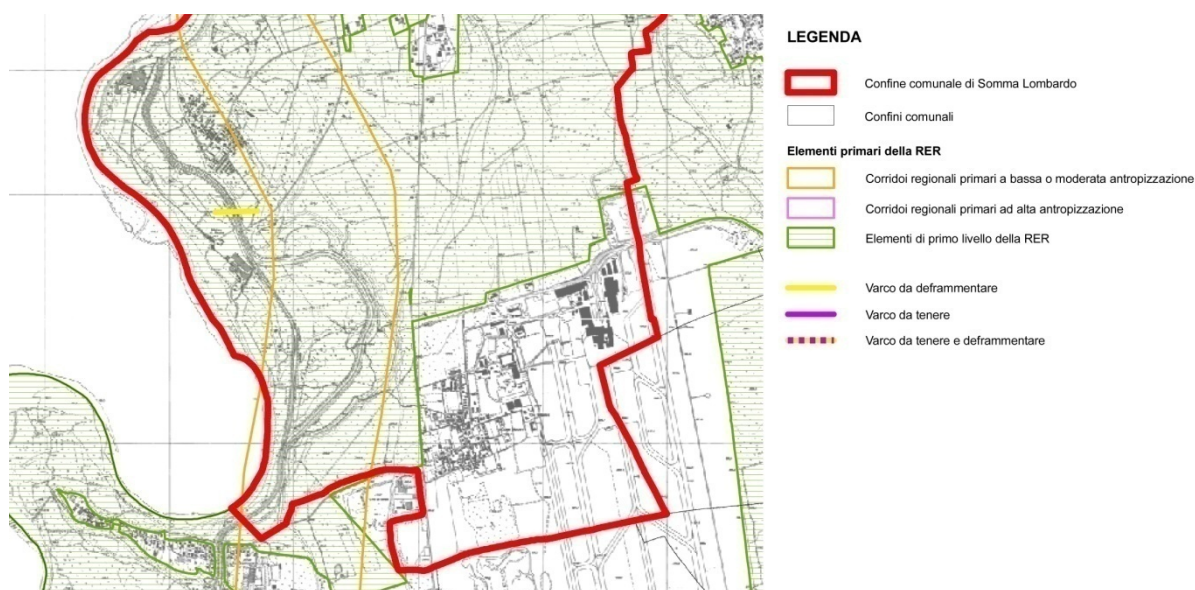 LEGENDA
Confine comunale di Somma Lombardo
Confini comunali
Elementi primari della RER
Corridoi regionali primari a bassa o moderata antropizzazione
Corridoi regionali primari ad alta antropizzazione
Elementi di primo livello della RER
Varco da deframmentare
Varco da tenere
Varco da tenere e deframmentare